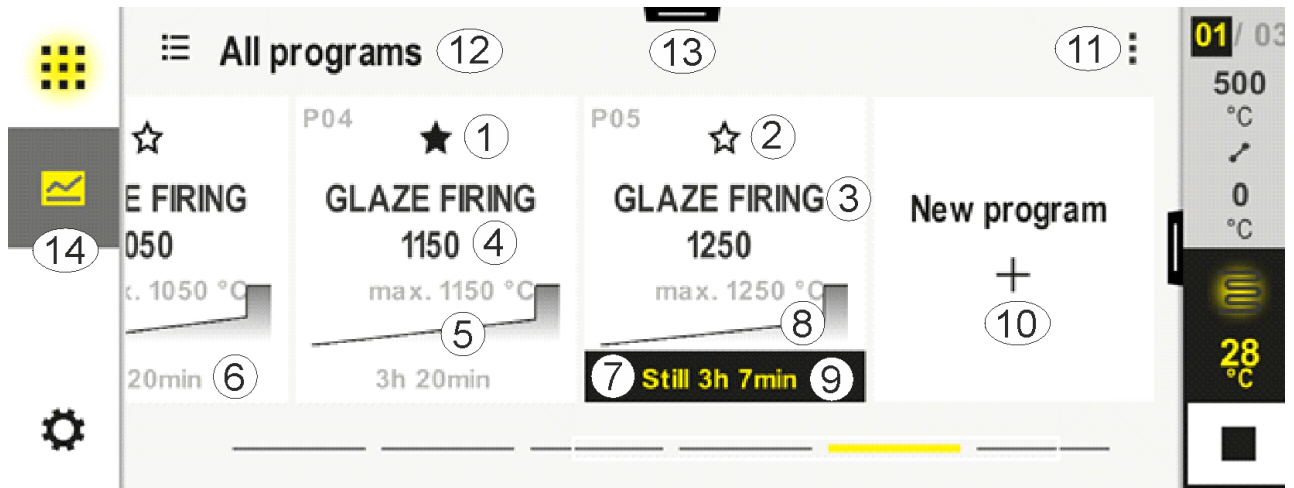 All programs 12
13
11
01 / 03
500
°C
0
°C
28
°C
14
E FIRING
050
x. 1050 °C
20min 6
P04
1
GLAZE FIRING
1150 4
max. 1150 °C
5
3h 20min
P05
2
GLAZE FIRING 3
1250
max. 1250 °C
8
7 Still 3h 7min 9
New program
+
10